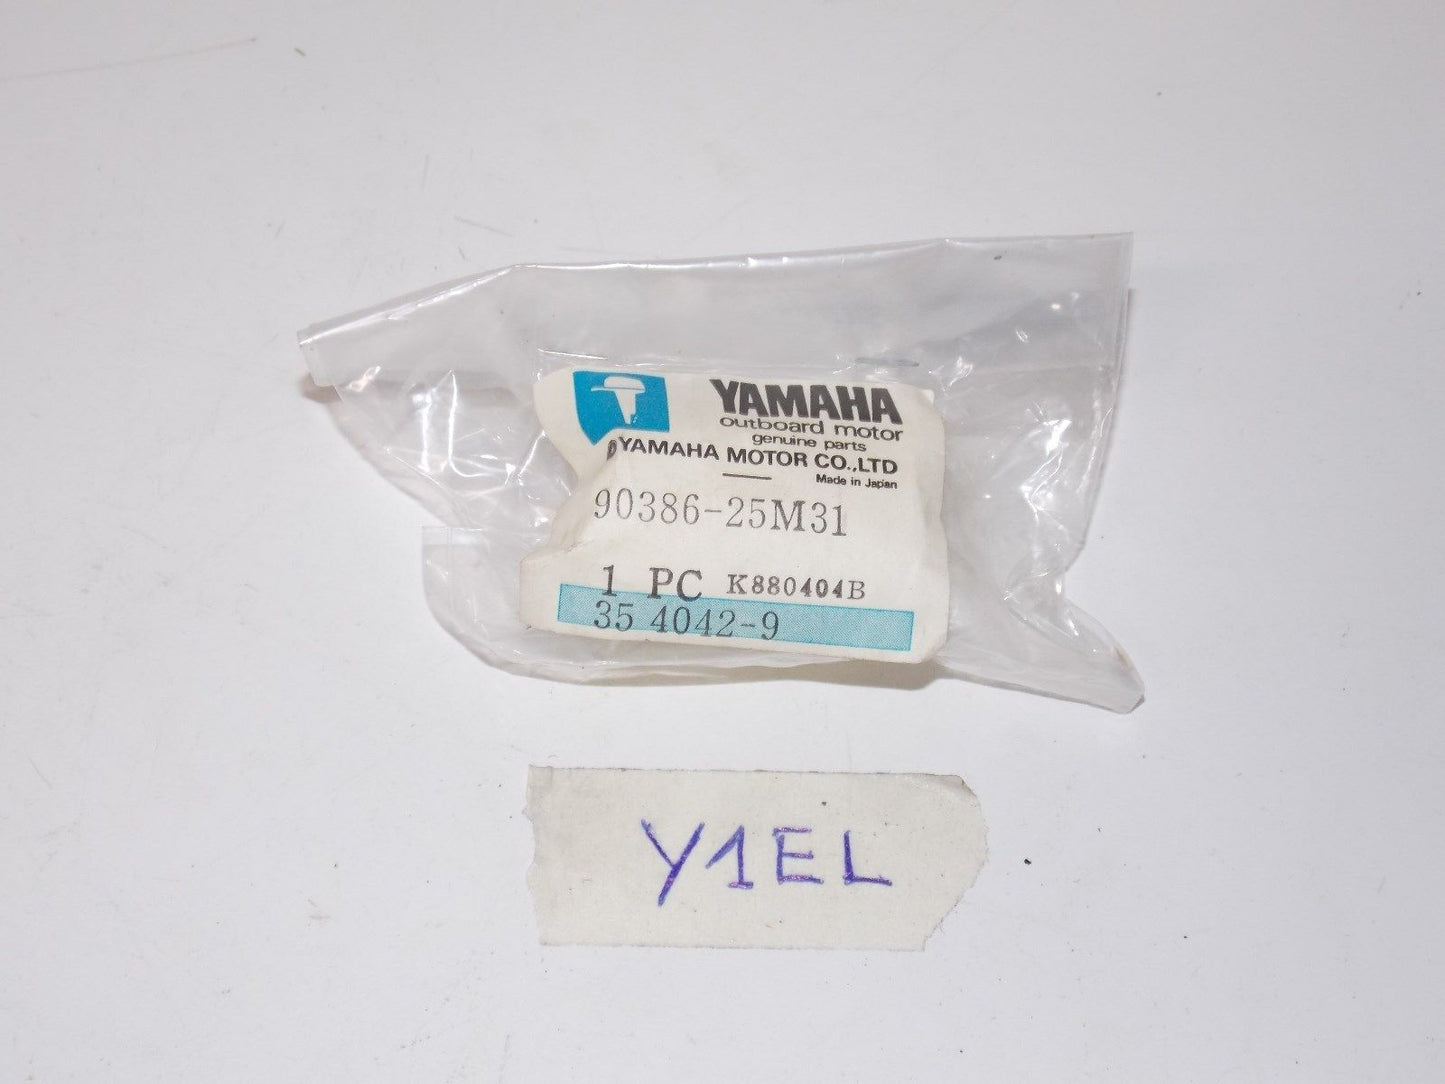 YAMAHA
outboard motor
genuine parts
YAMAHA MOTOR CO.,LTD
Made in Japan
90386-25M31
1 PC K880404B
35 4042-9
Y1EL